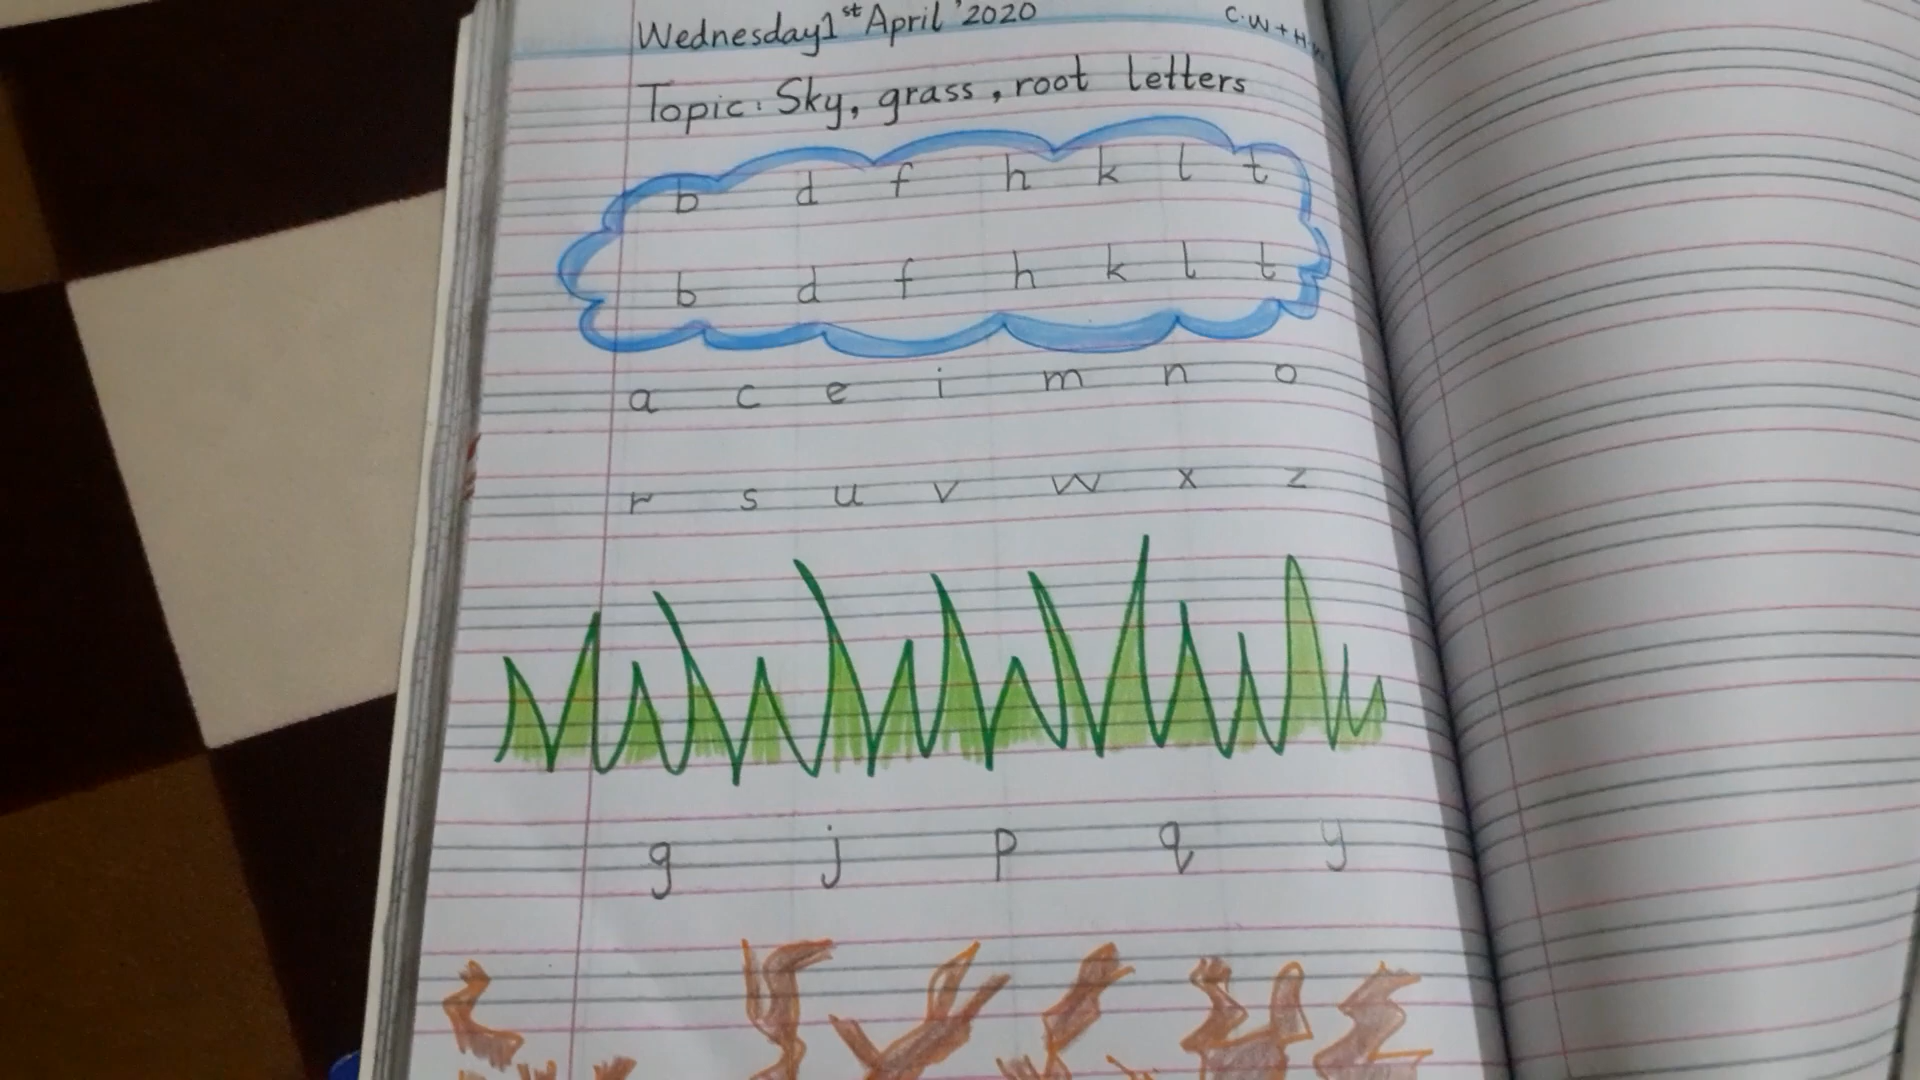 Wednesday 1st April '2020 C.W + H.W
Topic: Sky, grass, root letters
b d f h k l t
b d f h k l t
a c e i m n o
r s u v w x z
g j p q y